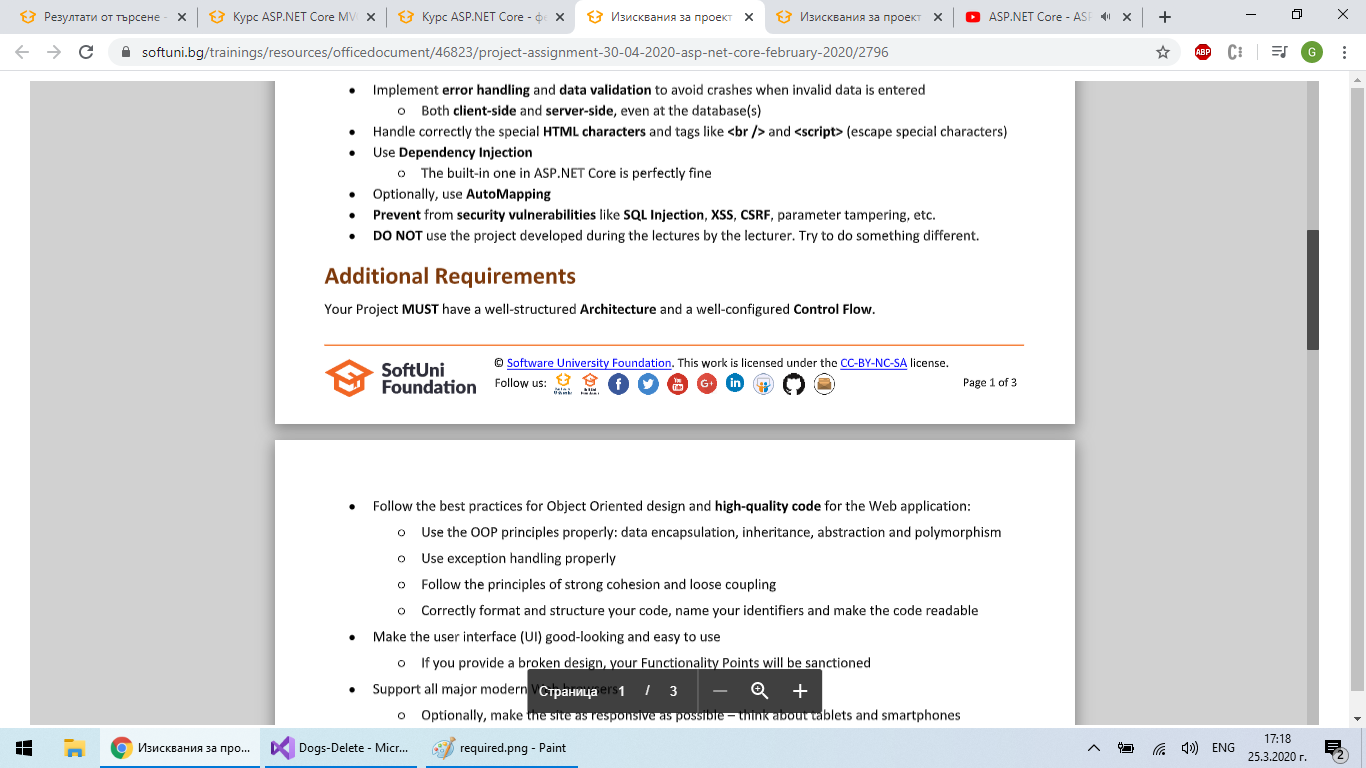 Резултати от търсене -
Курс ASP.NET Core MV
Курс ASP.NET Core - фе
Изисквания за проект
Изисквания за проект
ASP.NET Core - ASP
softuni.bg/trainings/resources/officedocument/46823/project-assignment-30-04-2020-asp-net-core-february-2020/2796
ABP
G
• Implement error handling and data validation to avoid crashes when invalid data is entered
o Both client-side and server-side, even at the database(s)
• Handle correctly the special HTML characters and tags like <br /> and <script> (escape special characters)
• Use Dependency Injection
o The built-in one in ASP.NET Core is perfectly fine
• Optionally, use AutoMapping
• Prevent from security vulnerabilities like SQL Injection, XSS, CSRF, parameter tampering, etc.
• DO NOT use the project developed during the lectures by the lecturer. Try to do something different.
Additional Requirements
Your Project MUST have a well-structured Architecture and a well-configured Control Flow.
SoftUni
Foundation
© Software University Foundation. This work is licensed under the CC-BY-NC-SA license.
Follow us:
Page 1 of 3
• Follow the best practices for Object Oriented design and high-quality code for the Web application:
o Use the OOP principles properly: data encapsulation, inheritance, abstraction and polymorphism
o Use exception handling properly
o Follow the principles of strong cohesion and loose coupling
o Correctly format and structure your code, name your identifiers and make the code readable
• Make the user interface (UI) good-looking and easy to use
o If you provide a broken design, your Functionality Points will be sanctioned
• Support all major modern Web browsers
Страница 1 / 3
o Optionally, make the site as responsive as possible – think about tablets and smartphones
Изисквания за про...
Dogs-Delete - Micr...
required.png - Paint
ENG
17:18
25.3.2020 г.
2